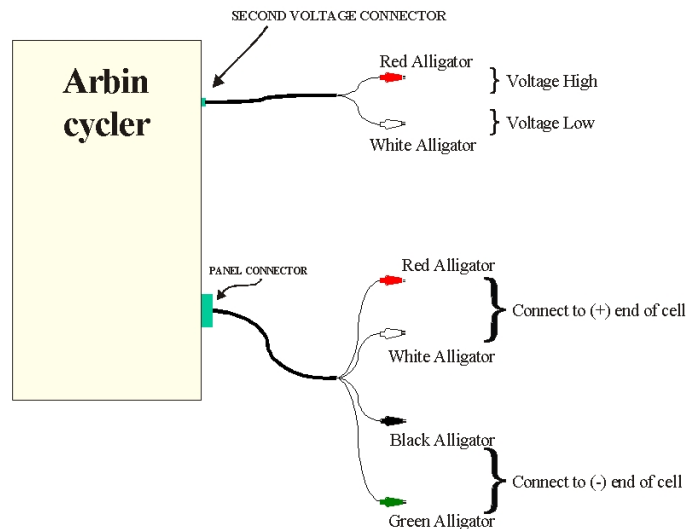 SECOND VOLTAGE CONNECTOR
Arbin
cycler
Red Alligator
} Voltage High
} Voltage Low
White Alligator
PANEL CONNECTOR
Red Alligator
} Connect to (+) end of cell
White Alligator
Black Alligator
} Connect to (-) end of cell
Green Alligator